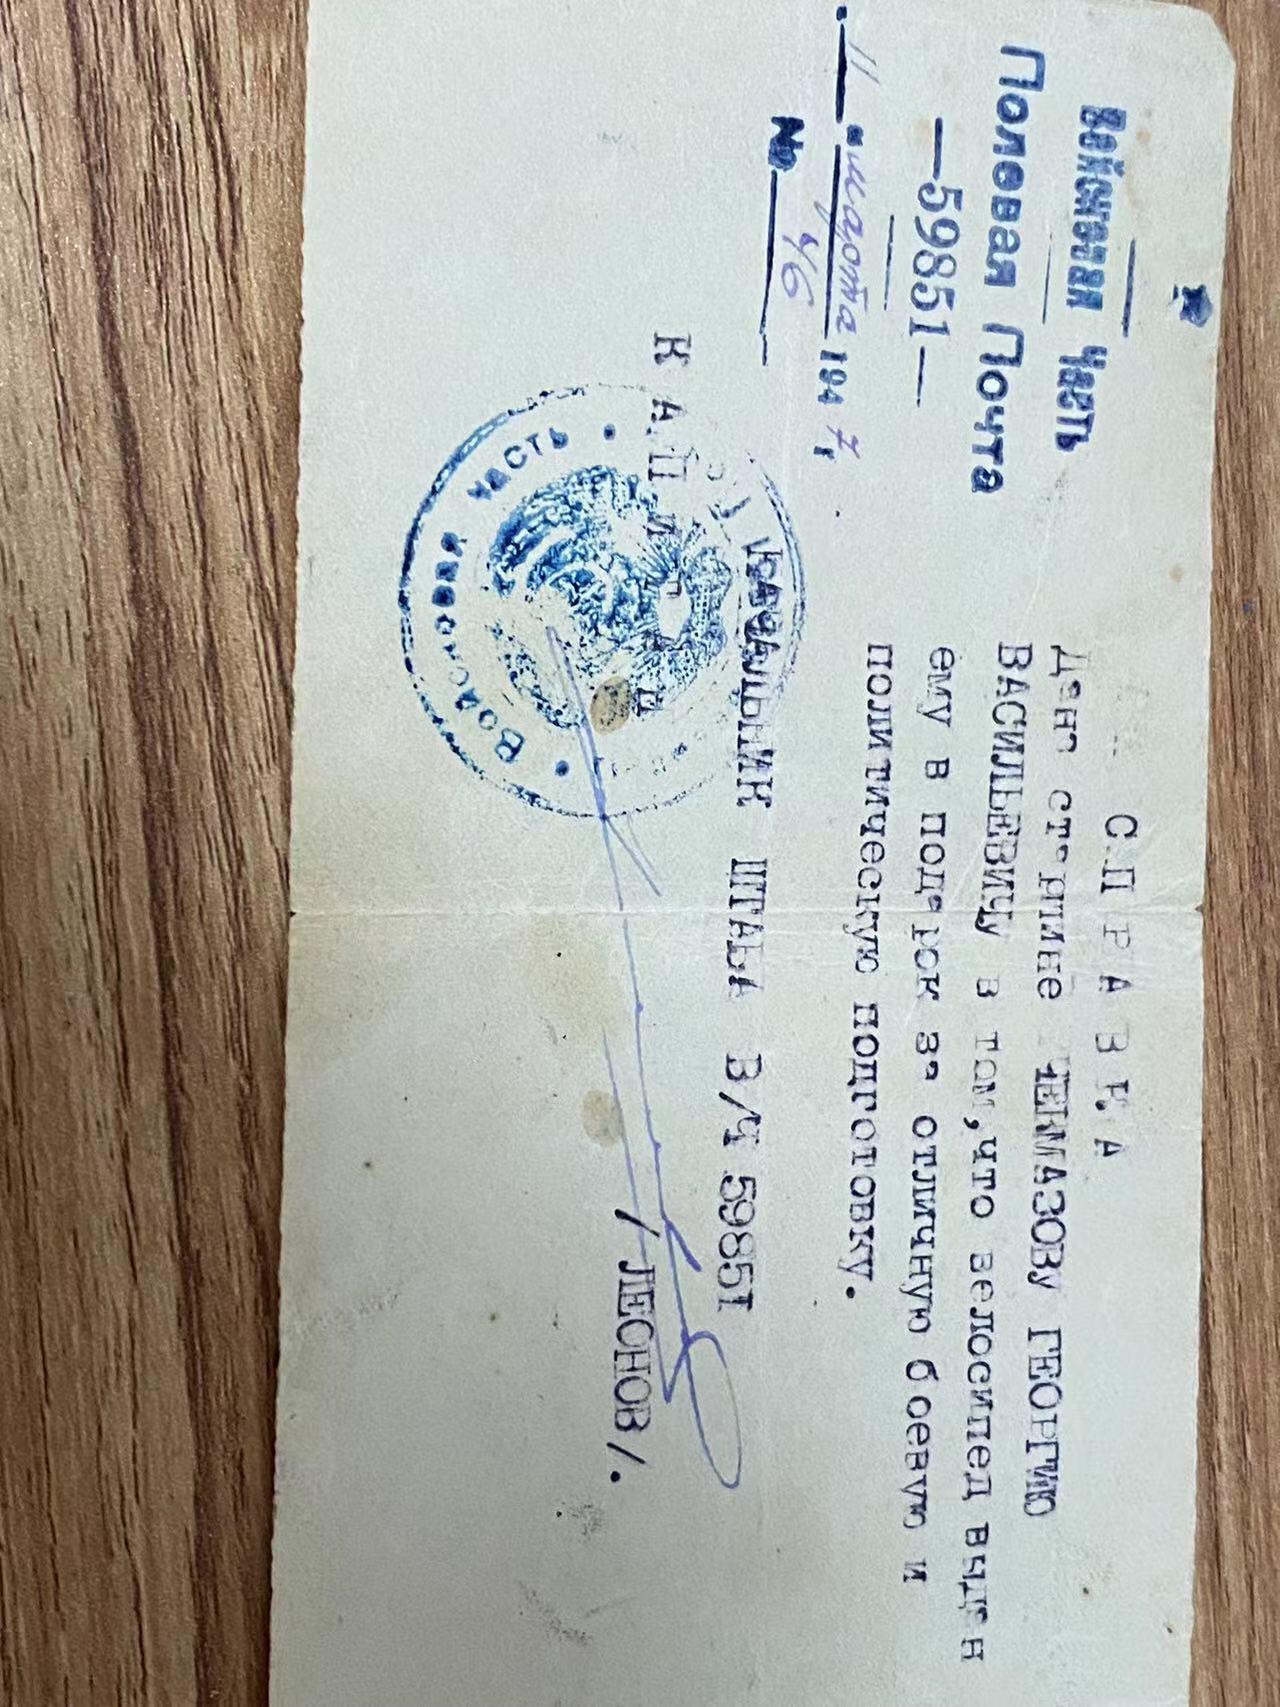 Войсковая Часть
Полевая Почта
—59851—
"11" марта 1947,
№ 46
СПРАВКА
Дана старшине ЧЕВМАЗОВУ ГЕОРГИЮ
ВАСИЛЬЕВИЧУ в том,что велосипед выдан
ему в подарок за отличную боевую и
политическую подготовку.
НАЧАЛЬНИК ШТАБА В/Ч 59851
КАПИТАН
/ЛЕОНОВ/.
Войсковая часть